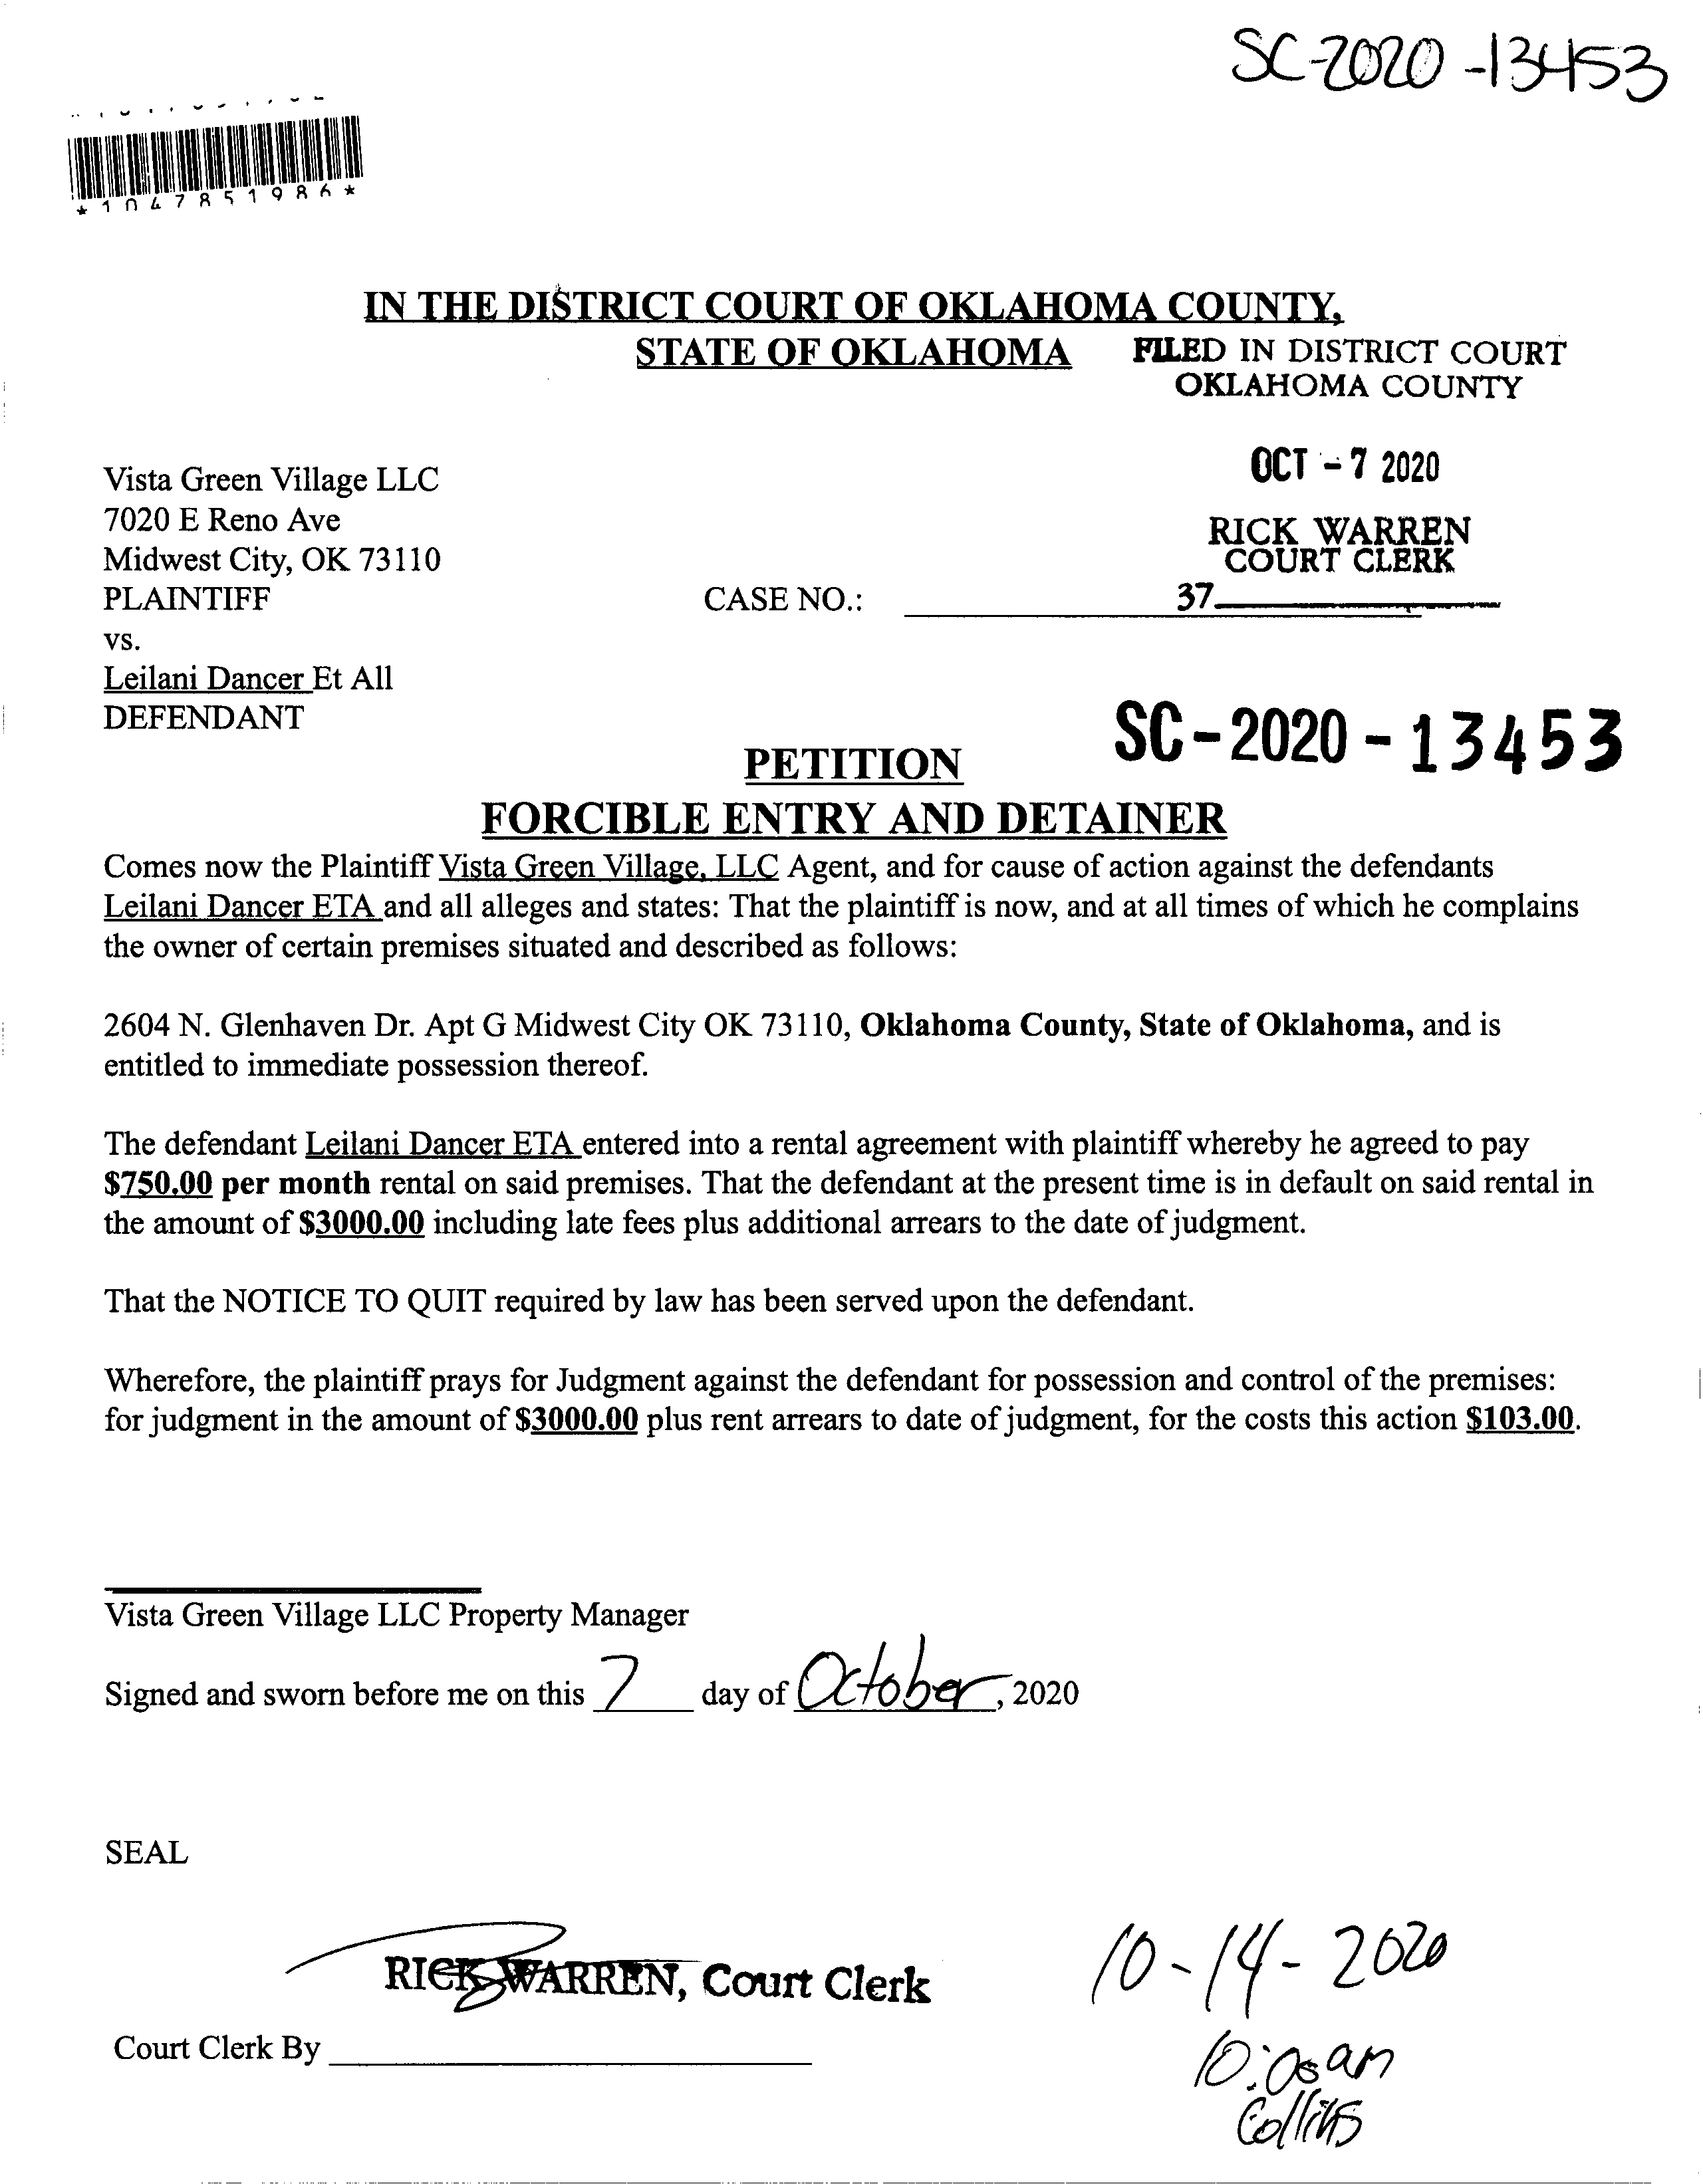 SC-2020-13453
*1047851986*
IN THE DISTRICT COURT OF OKLAHOMA COUNTY,
STATE OF OKLAHOMA
FILED IN DISTRICT COURT
OKLAHOMA COUNTY
OCT - 7 2020
RICK WARREN
COURT CLERK
37
Vista Green Village LLC
7020 E Reno Ave
Midwest City, OK 73110
PLAINTIFF
CASE NO.:
vs.
Leilani Dancer Et All
DEFENDANT
SC-2020-13453
PETITION
FORCIBLE ENTRY AND DETAINER
Comes now the Plaintiff Vista Green Village, LLC Agent, and for cause of action against the defendants
Leilani Dancer ETA and all alleges and states: That the plaintiff is now, and at all times of which he complains
the owner of certain premises situated and described as follows:
2604 N. Glenhaven Dr. Apt G Midwest City OK 73110, Oklahoma County, State of Oklahoma, and is
entitled to immediate possession thereof.
The defendant Leilani Dancer ETA entered into a rental agreement with plaintiff whereby he agreed to pay
$750.00 per month rental on said premises. That the defendant at the present time is in default on said rental in
the amount of $3000.00 including late fees plus additional arrears to the date of judgment.
That the NOTICE TO QUIT required by law has been served upon the defendant.
Wherefore, the plaintiff prays for Judgment against the defendant for possession and control of the premises:
for judgment in the amount of $3000.00 plus rent arrears to date of judgment, for the costs this action $103.00.
Vista Green Village LLC Property Manager
Signed and sworn before me on this 7 day of October, 2020
SEAL
RICK WARREN, Court Clerk
Court Clerk By
10-14-2020
am
Collins